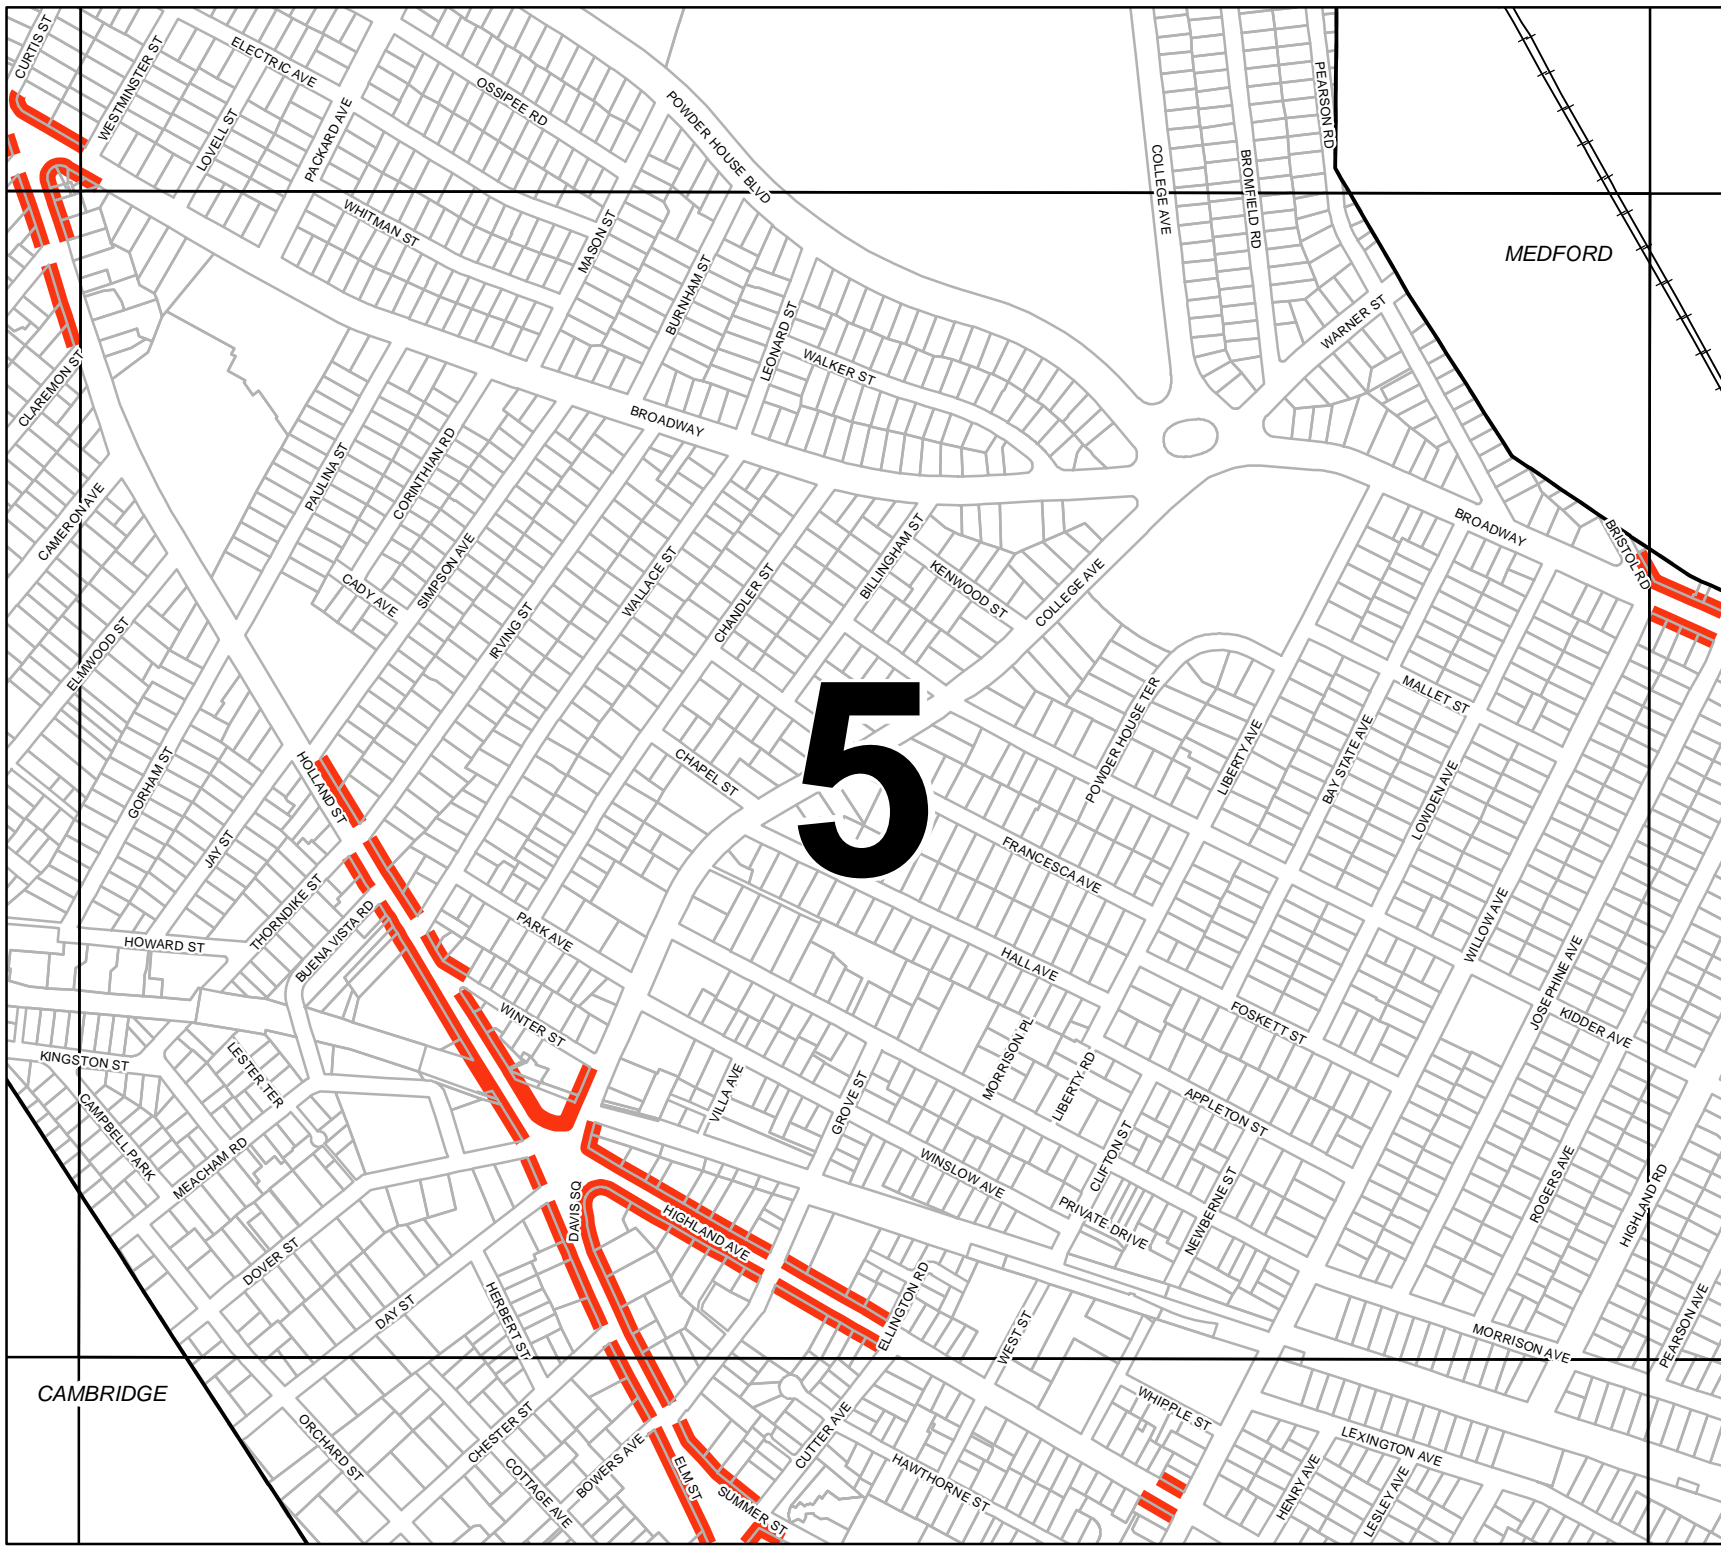 CURTIS ST
WESTMINSTER ST
ELECTRIC AVE
LOVELL ST
PACKARD AVE
OSSIPEE RD
POWDER HOUSE BLVD
COLLEGE AVE
BROMFIELD RD
PEARSON RD
MEDFORD
WHITMAN ST
MASON ST
BURNHAM ST
LEONARD ST
WALKER ST
WARNER ST
CLAREMON ST
BROADWAY
PAULINA ST
CORINTHIAN RD
CAMERON AVE
CADY AVE
SIMPSON AVE
IRVING ST
WALLACE ST
CHANDLER ST
BILLINGHAM ST
KENWOOD ST
COLLEGE AVE
BROADWAY
BRISTOL RD
ELMWOOD ST
5
MALLET ST
POWDER HOUSE TER
LIBERTY AVE
BAY STATE AVE
LOWDEN AVE
GORHAM ST
HOLLAND ST
CHAPEL ST
JAY ST
FRANCESCA AVE
THORNDIKE ST
BUENA VISTA RD
HOWARD ST
PARK AVE
HALL AVE
WILLOW AVE
JOSEPHINE AVE
KIDDER AVE
FOSKETT ST
WINTER ST
KINGSTON ST
LESTER TER
CAMPBELL PARK
MEACHAM RD
VILLA AVE
GROVE ST
MORRISON PL
LIBERTY RD
APPLETON ST
CLIFTON ST
WINSLOW AVE
PRIVATE DRIVE
NEWBERNE ST
ROGERS AVE
HIGHLAND RD
DAVIS SQ
HIGHLAND AVE
DOVER ST
DAY ST
HERBERT ST
ELLINGTON RD
WEST ST
MORRISON AVE
PEARSON AVE
CAMBRIDGE
ORCHARD ST
CHESTER ST
COTTAGE AVE
BOWERS AVE
ELM ST
SUMMER ST
CUTTER AVE
HAWTHORNE ST
WHIPPLE ST
LEXINGTON AVE
HENRY AVE
LESLEY AVE